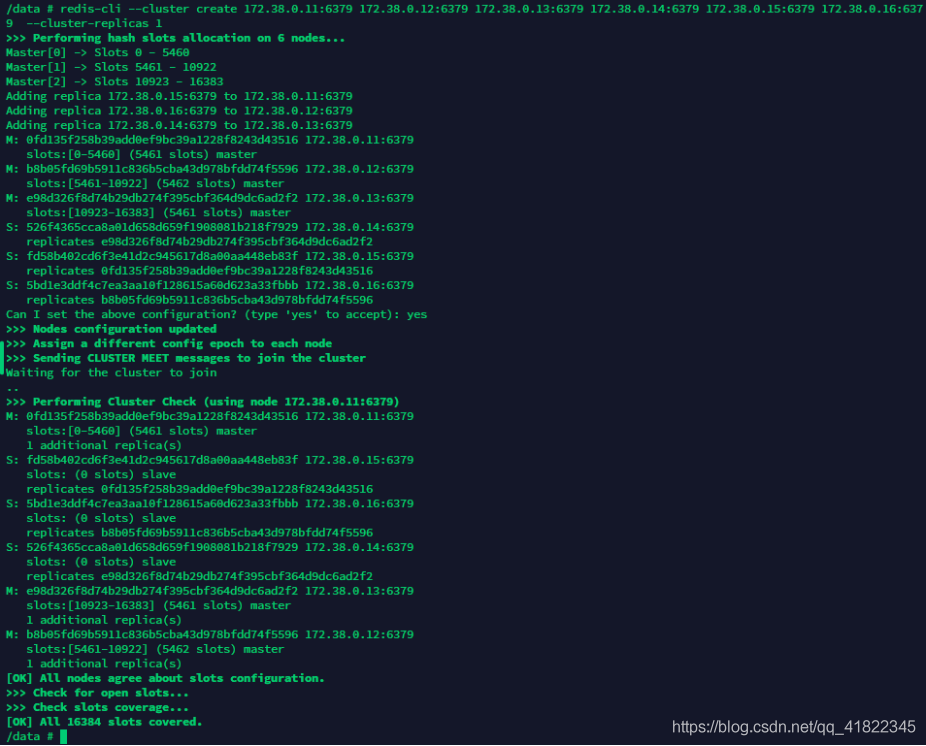 /data # redis-cli --cluster create 172.38.0.11:6379 172.38.0.12:6379 172.38.0.13:6379 172.38.0.14:6379 172.38.0.15:6379 172.38.0.16:637
9  --cluster-replicas 1
>>> Performing hash slots allocation on 6 nodes...
Master[0] -> Slots 0 - 5460
Master[1] -> Slots 5461 - 10922
Master[2] -> Slots 10923 - 16383
Adding replica 172.38.0.15:6379 to 172.38.0.11:6379
Adding replica 172.38.0.16:6379 to 172.38.0.12:6379
Adding replica 172.38.0.14:6379 to 172.38.0.13:6379
M: 0fd135f258b39add0ef9bc39a1228f8243d43516 172.38.0.11:6379
   slots:[0-5460] (5461 slots) master
M: b8b05fd69b5911c836b5cba43d978bfdd74f5596 172.38.0.12:6379
   slots:[5461-10922] (5462 slots) master
M: e98d326f8d74b29db274f395cbf364d9dc6ad2f2 172.38.0.13:6379
   slots:[10923-16383] (5461 slots) master
S: 526f4365cca8a01d658d659f1908081b218f7929 172.38.0.14:6379
   replicates e98d326f8d74b29db274f395cbf364d9dc6ad2f2
S: fd58b402cd6f3e41d2c945617d8a00aa448eb83f 172.38.0.15:6379
   replicates 0fd135f258b39add0ef9bc39a1228f8243d43516
S: 5bd1e3ddf4c7ea3aa10f128615a60d623a33fbbb 172.38.0.16:6379
   replicates b8b05fd69b5911c836b5cba43d978bfdd74f5596
Can I set the above configuration? (type 'yes' to accept): yes
>>> Nodes configuration updated
>>> Assign a different config epoch to each node
>>> Sending CLUSTER MEET messages to join the cluster
Waiting for the cluster to join
..
>>> Performing Cluster Check (using node 172.38.0.11:6379)
M: 0fd135f258b39add0ef9bc39a1228f8243d43516 172.38.0.11:6379
   slots:[0-5460] (5461 slots) master
   1 additional replica(s)
S: fd58b402cd6f3e41d2c945617d8a00aa448eb83f 172.38.0.15:6379
   slots: (0 slots) slave
   replicates 0fd135f258b39add0ef9bc39a1228f8243d43516
S: 5bd1e3ddf4c7ea3aa10f128615a60d623a33fbbb 172.38.0.16:6379
   slots: (0 slots) slave
   replicates b8b05fd69b5911c836b5cba43d978bfdd74f5596
S: 526f4365cca8a01d658d659f1908081b218f7929 172.38.0.14:6379
   slots: (0 slots) slave
   replicates e98d326f8d74b29db274f395cbf364d9dc6ad2f2
M: e98d326f8d74b29db274f395cbf364d9dc6ad2f2 172.38.0.13:6379
   slots:[10923-16383] (5461 slots) master
   1 additional replica(s)
M: b8b05fd69b5911c836b5cba43d978bfdd74f5596 172.38.0.12:6379
   slots:[5461-10922] (5462 slots) master
   1 additional replica(s)
[OK] All nodes agree about slots configuration.
>>> Check for open slots...
>>> Check slots coverage...
[OK] All 16384 slots covered.
/data #
https://blog.csdn.net/qq_41822345